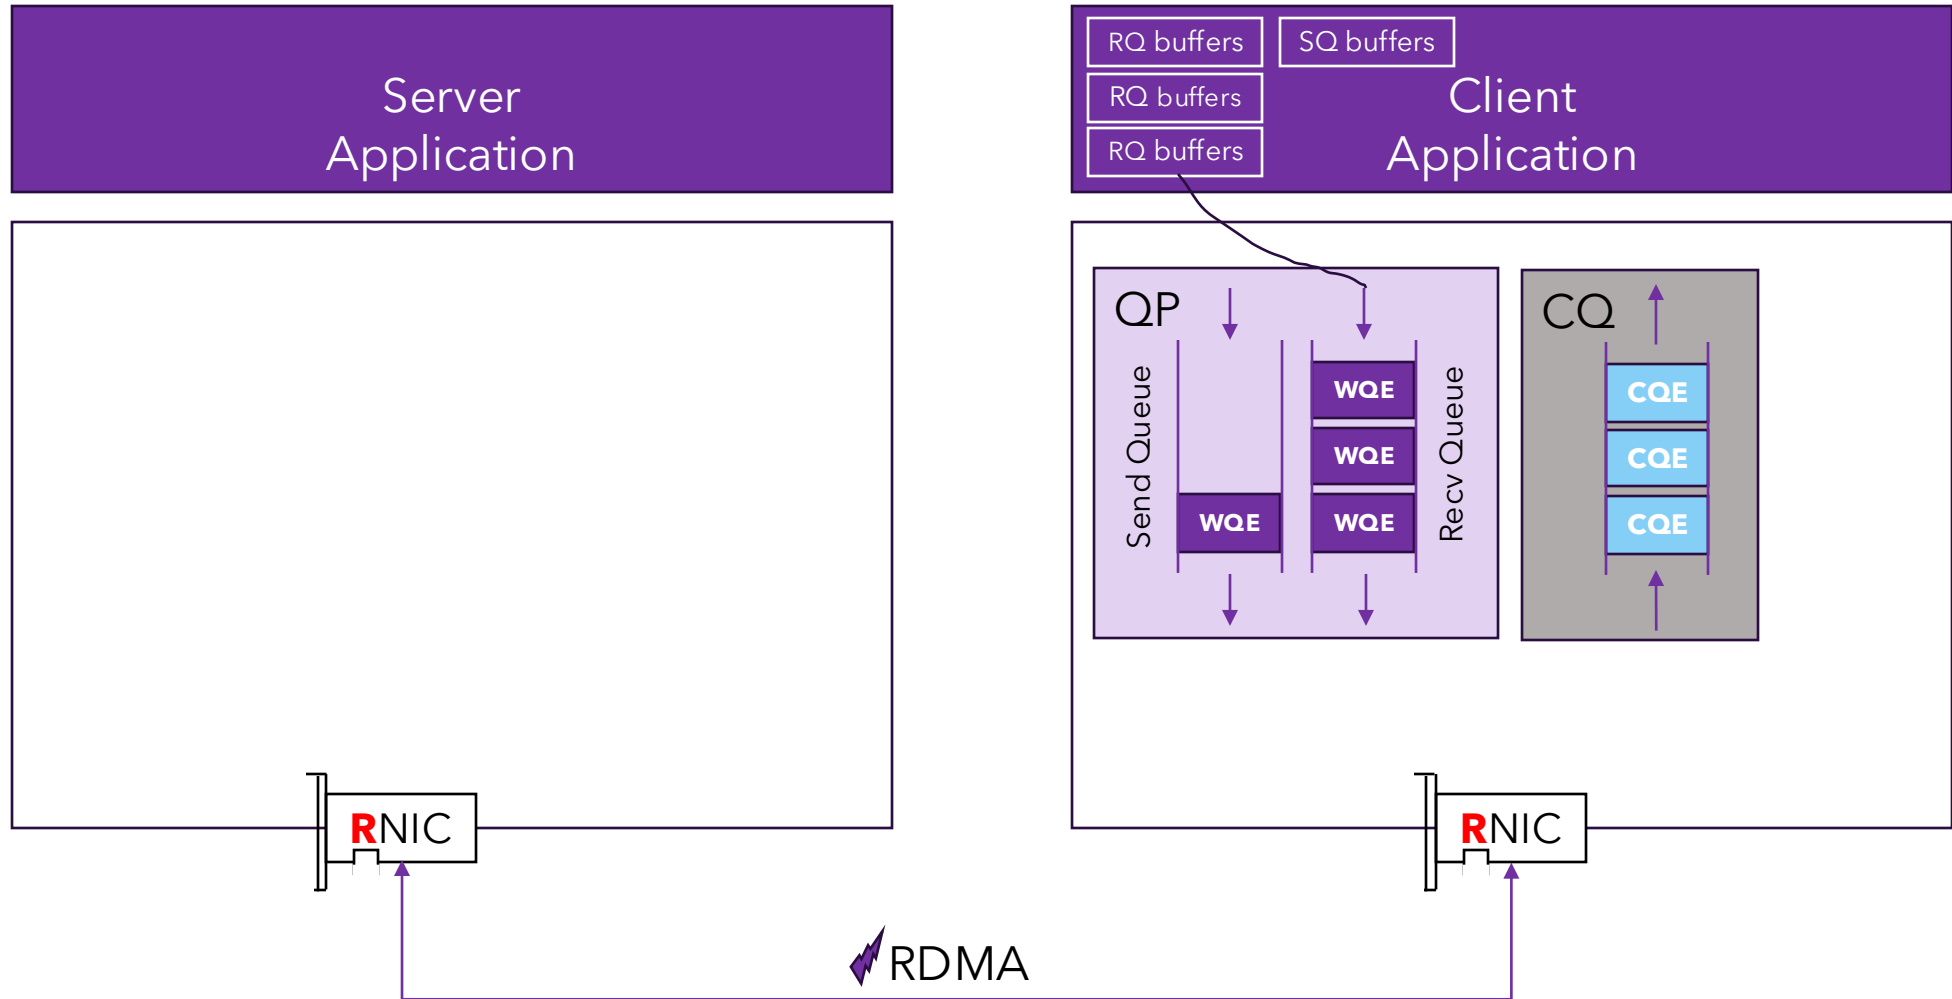 Server
Application
RQ buffers
SQ buffers
RQ buffers
RQ buffers
Client
Application
QP
Send Queue
WQE
WQE
WQE
WQE
Recv Queue
CQ
CQE
CQE
CQE
RNIC
RNIC
RDMA